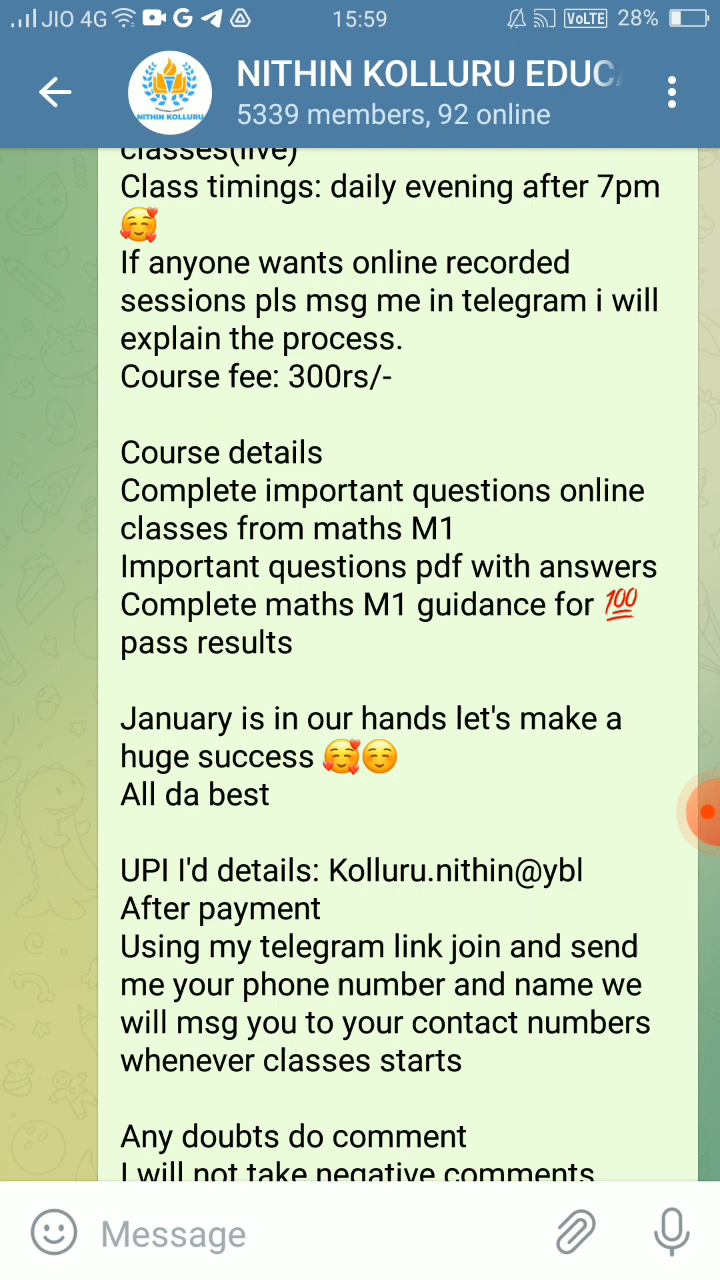 JIO 4G 15:59 VoLTE 28%
NITHIN KOLLURU EDUC
5339 members, 92 online
NITHIN KOLLURU
classes(live)
Class timings: daily evening after 7pm
🥰
If anyone wants online recorded
sessions pls msg me in telegram i will
explain the process.
Course fee: 300rs/-
Course details
Complete important questions online
classes from maths M1
Important questions pdf with answers
Complete maths M1 guidance for 💯
pass results
January is in our hands let's make a
huge success 🥰☺️
All da best
UPI I'd details: Kolluru.nithin@ybl
After payment
Using my telegram link join and send
me your phone number and name we
will msg you to your contact numbers
whenever classes starts
Any doubts do comment
I will not take negative comments
Message